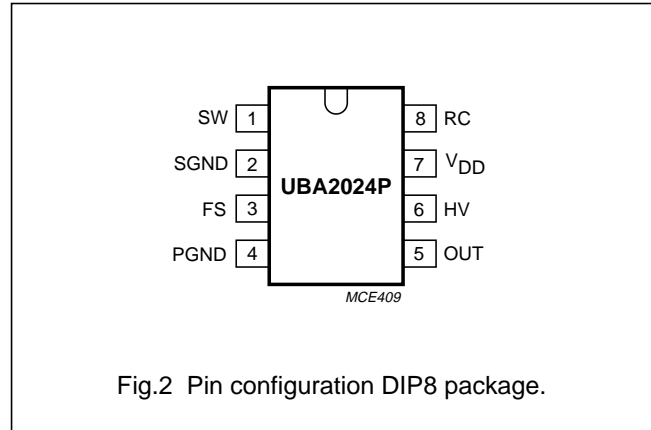 SW 1 8 RC
SGND 2 7 VDD
UBA2024P
FS 3 6 HV
PGND 4 5 OUT
MCE409
Fig.2 Pin configuration DIP8 package.